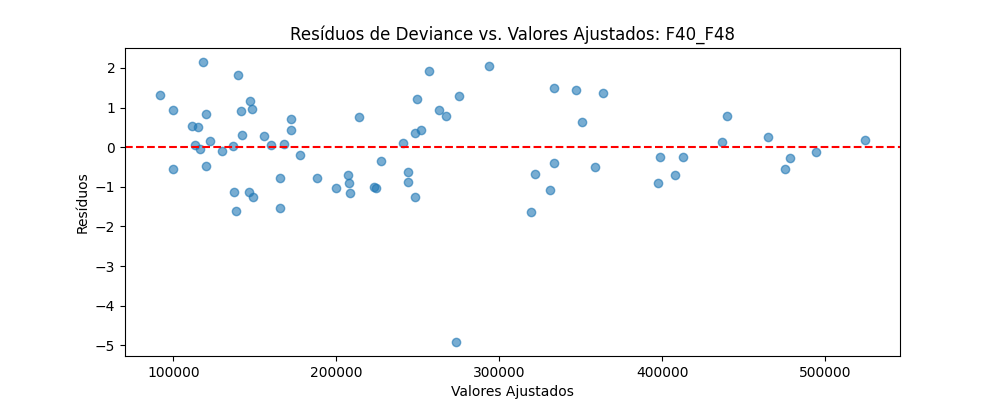 Resíduos de Deviance vs. Valores Ajustados: F40_F48
2
1
0
−1
−2
−3
−4
−5
Resíduos
100000 200000 300000 400000 500000
Valores Ajustados